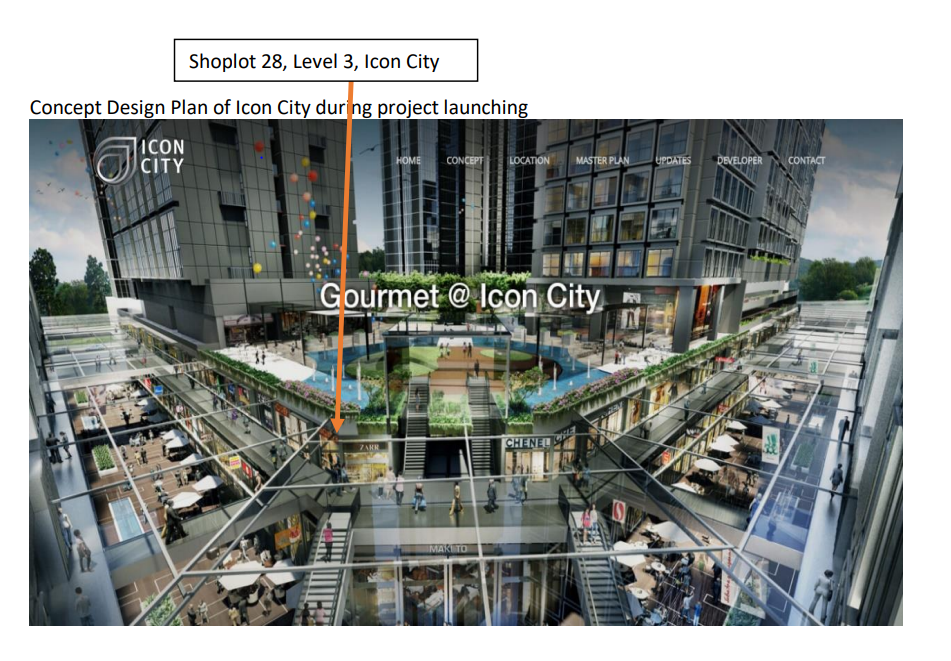 Shoplot 28, Level 3, Icon City
Concept Design Plan of Icon City during project launching
ICON
CITY
HOME CONCEPT LOCATION MASTER PLAN UPDATES DEVELOPER CONTACT
Gourmet @ Icon City
ZARR
CHENEL
MAKI TO